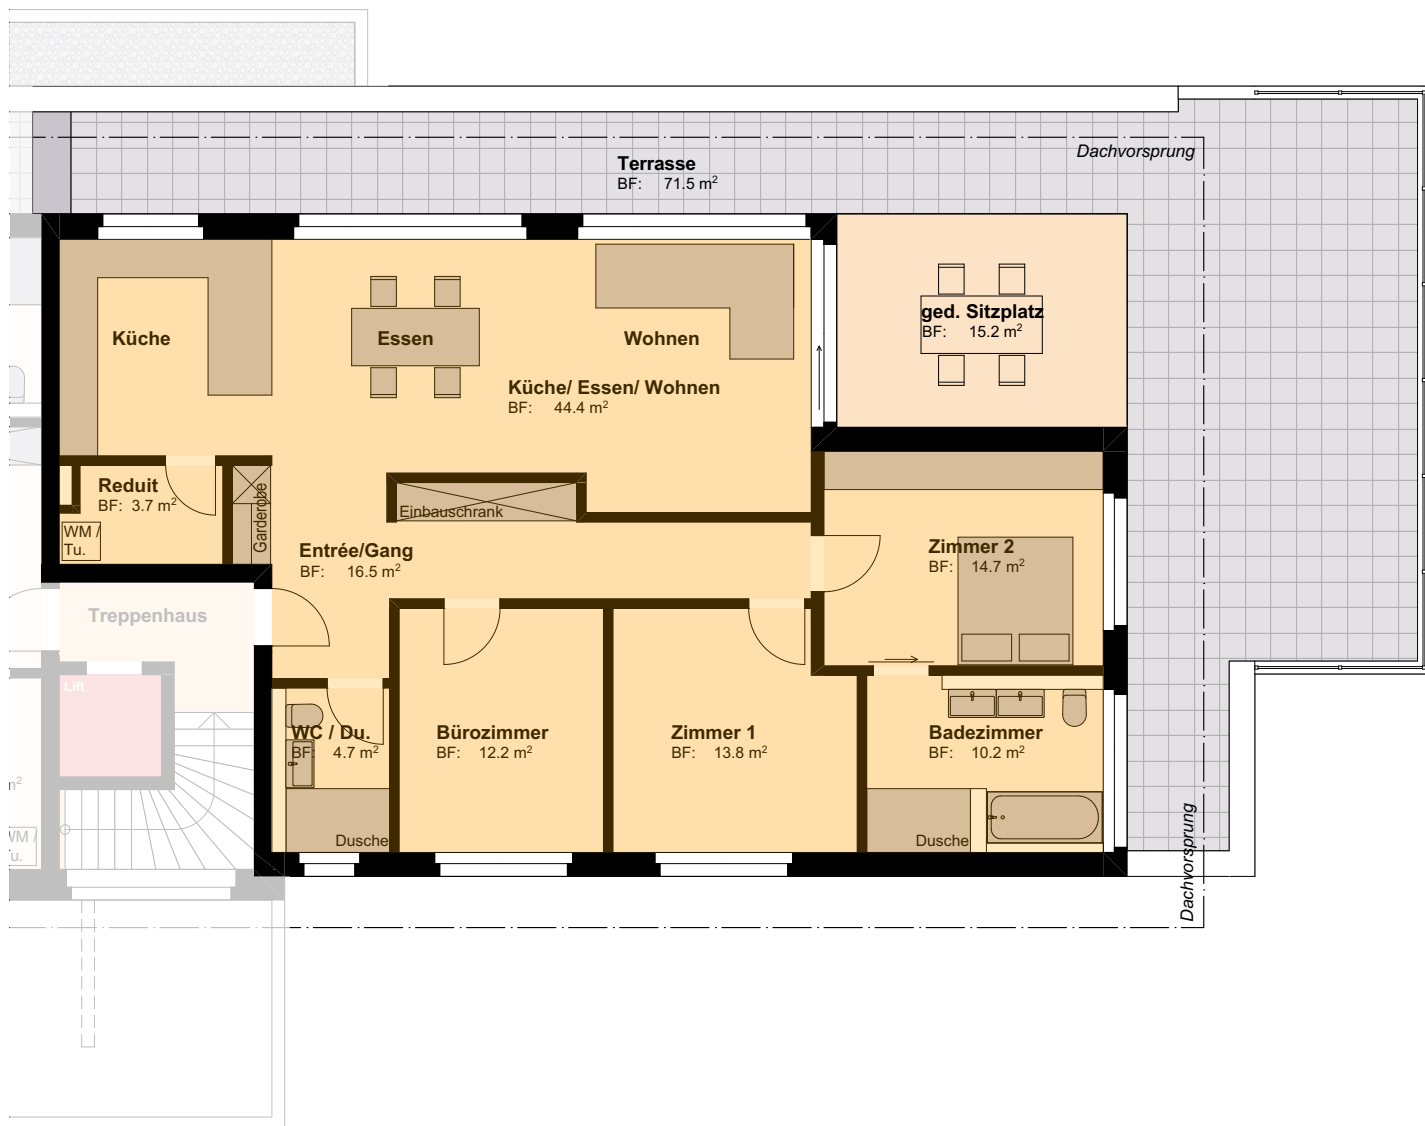 Dachvorsprung
Terrasse
BF: 71.5 m²
ged. Sitzplatz
BF: 15.2 m²
Küche
Essen
Wohnen
Küche/ Essen/ Wohnen
BF: 44.4 m²
Reduit
BF: 3.7 m²
WM /
Tu.
Garderobe
Einbauschrank
Entrée/Gang
BF: 16.5 m²
Zimmer 2
BF: 14.7 m²
Treppenhaus
Lift
WC / Du.
BF: 4.7 m²
Bürozimmer
BF: 12.2 m²
Zimmer 1
BF: 13.8 m²
Badezimmer
BF: 10.2 m²
m²
WM /
Tu.
Dusche
Dusche
Dachvorsprung